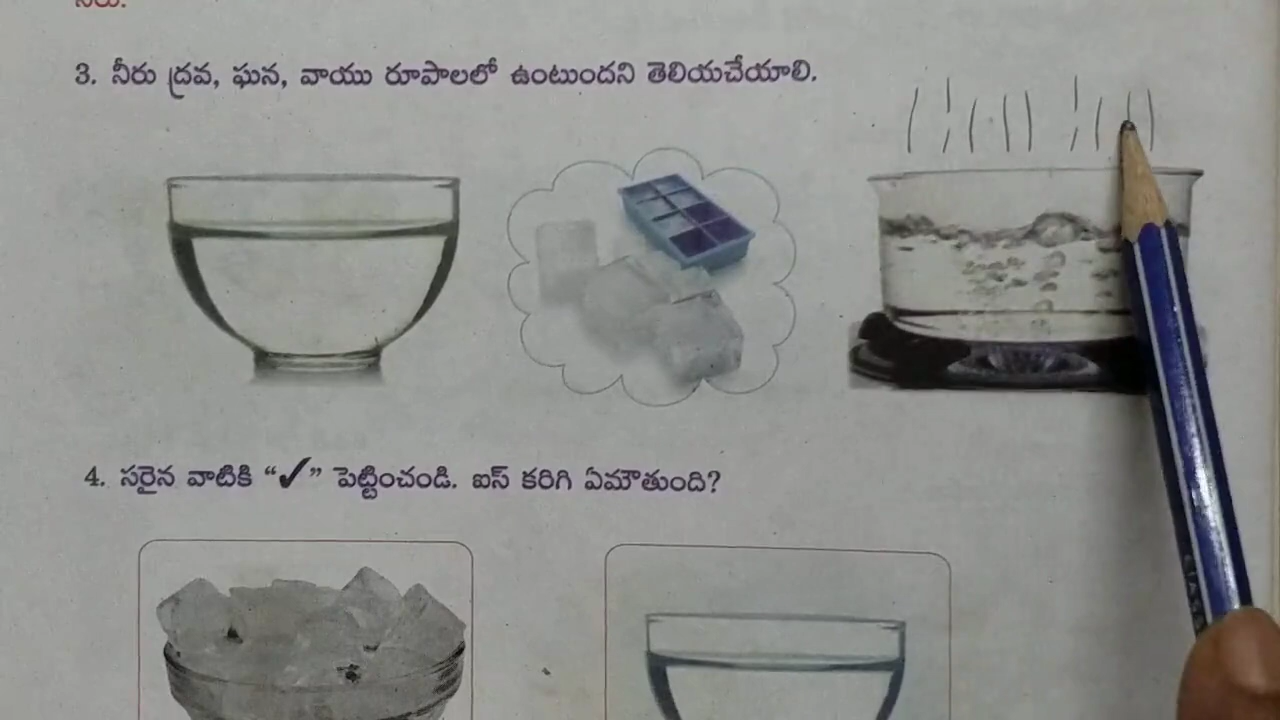 నీరు.
3. నీరు ద్రవ, ఘన, వాయు రూపాలలో ఉంటుందని తెలియచేయాలి.
4. సరైన వాటికి “✓” పెట్టించండి. ఐస్ కరిగి ఏమౌతుంది?